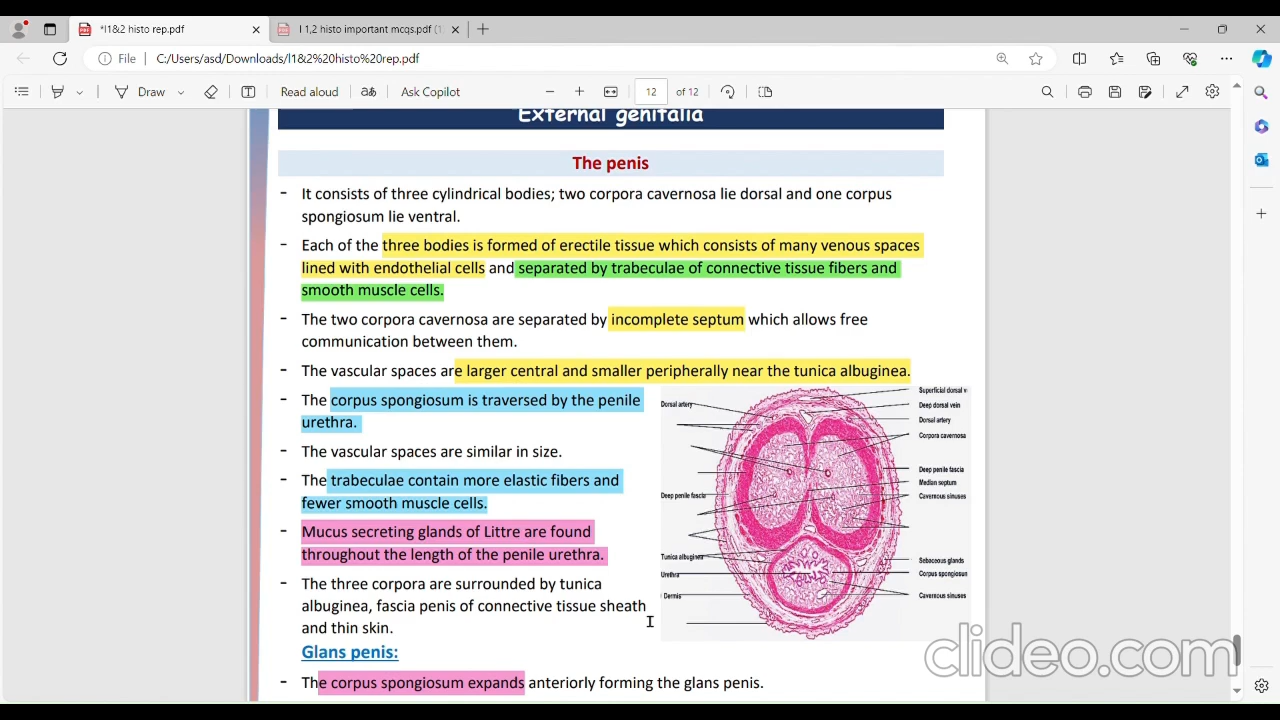 *l1&2 histo rep.pdf
l 1,2 histo important mcqs.pdf (1
File
C:/Users/asd/Downloads/l1&2%20histo%20rep.pdf
Draw
Read aloud
Ask Copilot
12
of 12
External genitalia
The penis
- It consists of three cylindrical bodies; two corpora cavernosa lie dorsal and one corpus
spongiosum lie ventral.
- Each of the three bodies is formed of erectile tissue which consists of many venous spaces
lined with endothelial cells and separated by trabeculae of connective tissue fibers and
smooth muscle cells.
- The two corpora cavernosa are separated by incomplete septum which allows free
communication between them.
- The vascular spaces are larger central and smaller peripherally near the tunica albuginea.
- The corpus spongiosum is traversed by the penile
urethra.
- The vascular spaces are similar in size.
- The trabeculae contain more elastic fibers and
fewer smooth muscle cells.
- Mucus secreting glands of Littre are found
throughout the length of the penile urethra.
- The three corpora are surrounded by tunica
albuginea, fascia penis of connective tissue sheath
and thin skin.
Glans penis:
- The corpus spongiosum expands anteriorly forming the glans penis.
Dorsal artery
Deep penile fascia
Tunica albuginea
Urethra
Dermis
Superficial dorsal v
Deep dorsal vein
Dorsal artery
Corpora cavernosa
Deep penile fascia
Median septum
Cavernous sinuses
Sebaceous glands
Corpus spongiosun
Cavernous sinuses
clideo.com